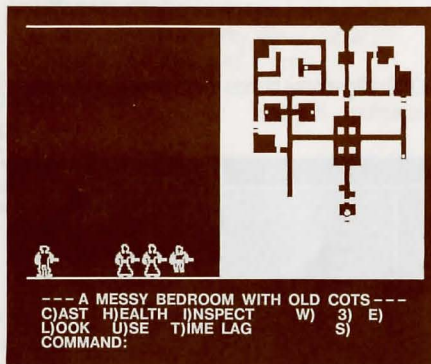 --- A MESSY BEDROOM WITH OLD COTS---
C)AST H)EALTH I)NSPECT W) 3) E)
L)OOK U)SE T)IME LAG S)
COMMAND: